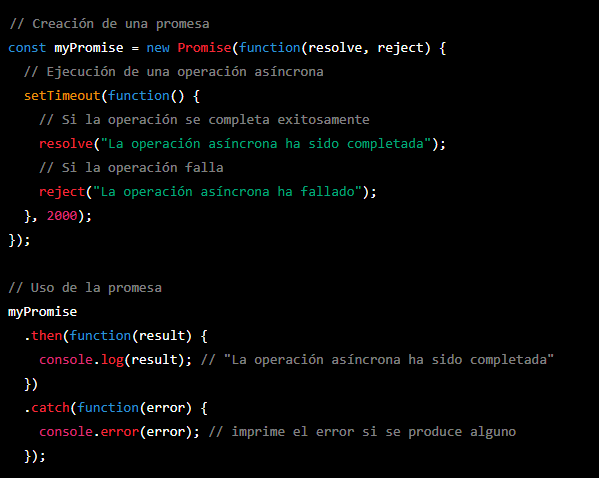 // Creación de una promesa
const myPromise = new Promise(function(resolve, reject) {
  // Ejecución de una operación asíncrona
  setTimeout(function() {
    // Si la operación se completa exitosamente
    resolve("La operación asíncrona ha sido completada");
    // Si la operación falla
    reject("La operación asíncrona ha fallado");
  }, 2000);
});

// Uso de la promesa
myPromise
  .then(function(result) {
    console.log(result); // "La operación asíncrona ha sido completada"
  })
  .catch(function(error) {
    console.error(error); // imprime el error si se produce alguno
  });